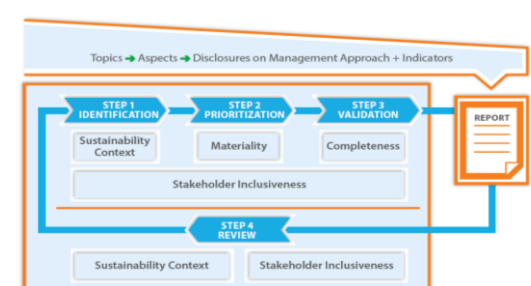 Topics → Aspects → Disclosures on Management Approach + Indicators
STEP 1
IDENTIFICATION
STEP 2
PRIORITIZATION
STEP 3
VALIDATION
REPORT
Sustainability
Context
Materiality
Completeness
Stakeholder Inclusiveness
STEP 4
REVIEW
Sustainability Context
Stakeholder Inclusiveness